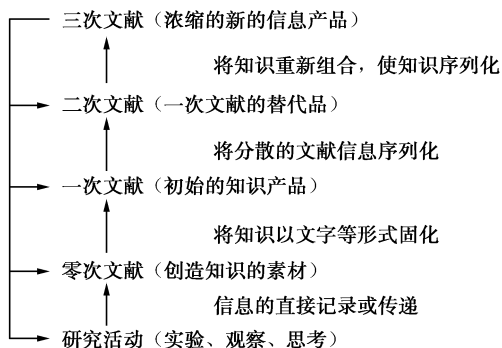 三次文献（浓缩的新的信息产品）
将知识重新组合，使知识序列化
二次文献（一次文献的替代品）
将分散的文献信息序列化
一次文献（初始的知识产品）
将知识以文字等形式固化
零次文献（创造知识的素材）
信息的直接记录或传递
研究活动（实验、观察、思考）